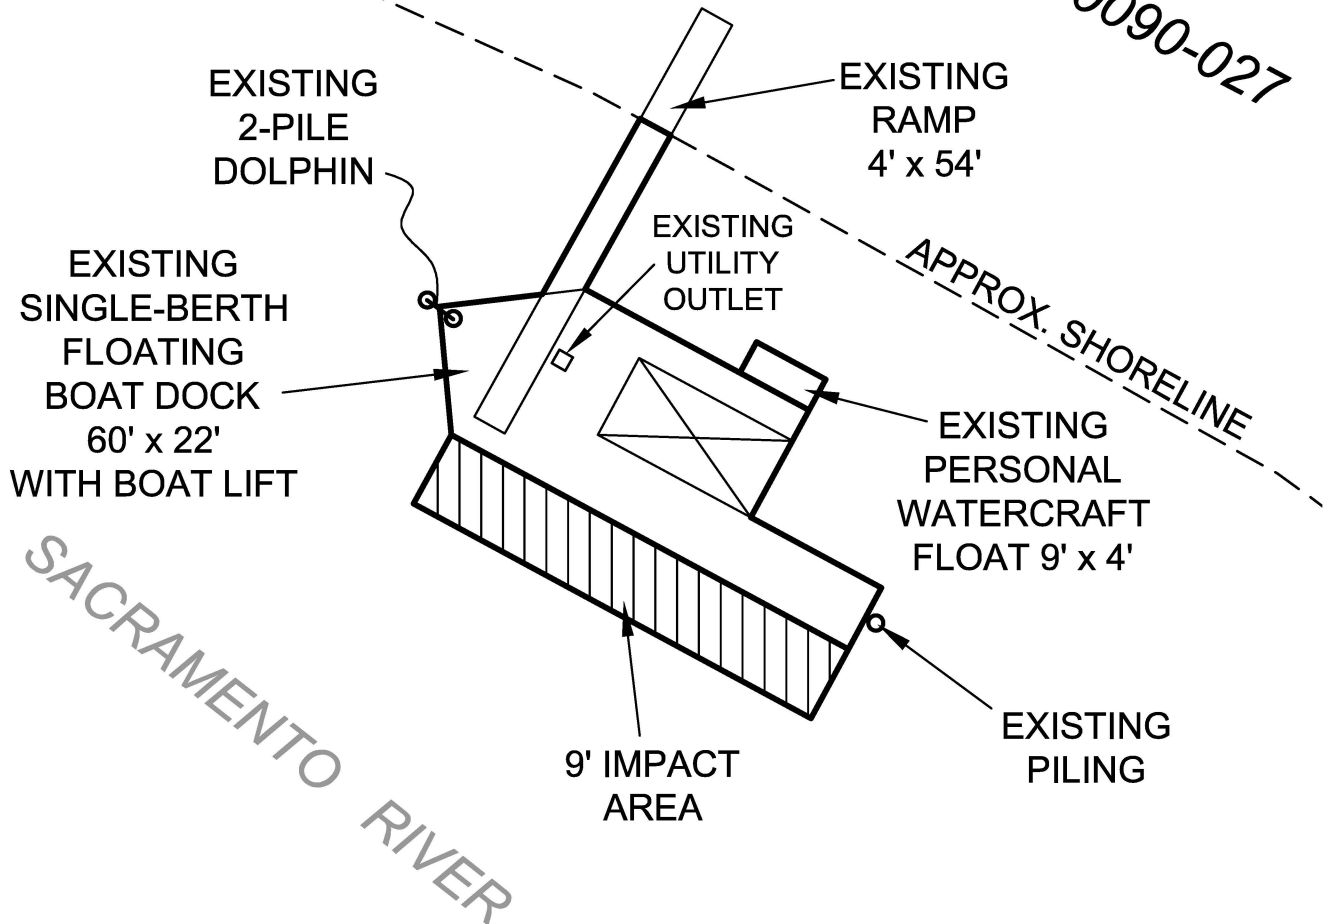 0090-027
EXISTING
2-PILE
DOLPHIN
EXISTING
RAMP
4' x 54'
EXISTING
UTILITY
OUTLET
EXISTING
SINGLE-BERTH
FLOATING
BOAT DOCK
60' x 22'
WITH BOAT LIFT
APPROX. SHORELINE
EXISTING
PERSONAL
WATERCRAFT
FLOAT 9' x 4'
SACRAMENTO RIVER
9' IMPACT
AREA
EXISTING
PILING